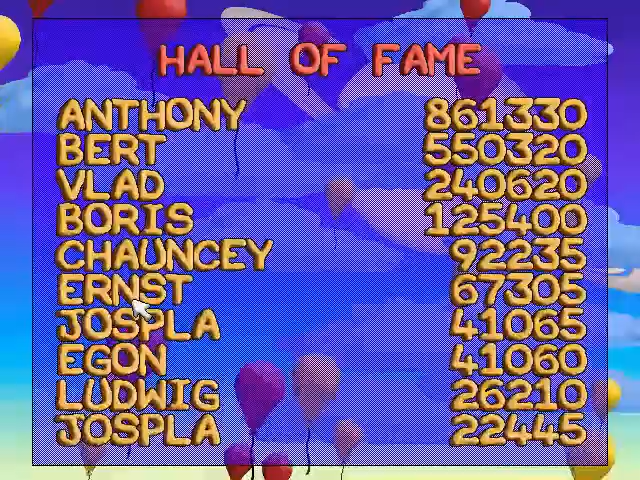 HALL OF FAME
ANTHONY 861330
BERT 550320
VLAD 240620
BORIS 125400
CHAUNCEY 92235
ERNST 67305
JOSPLA 41065
EGON 41060
LUDWIG 26210
JOSPLA 22445